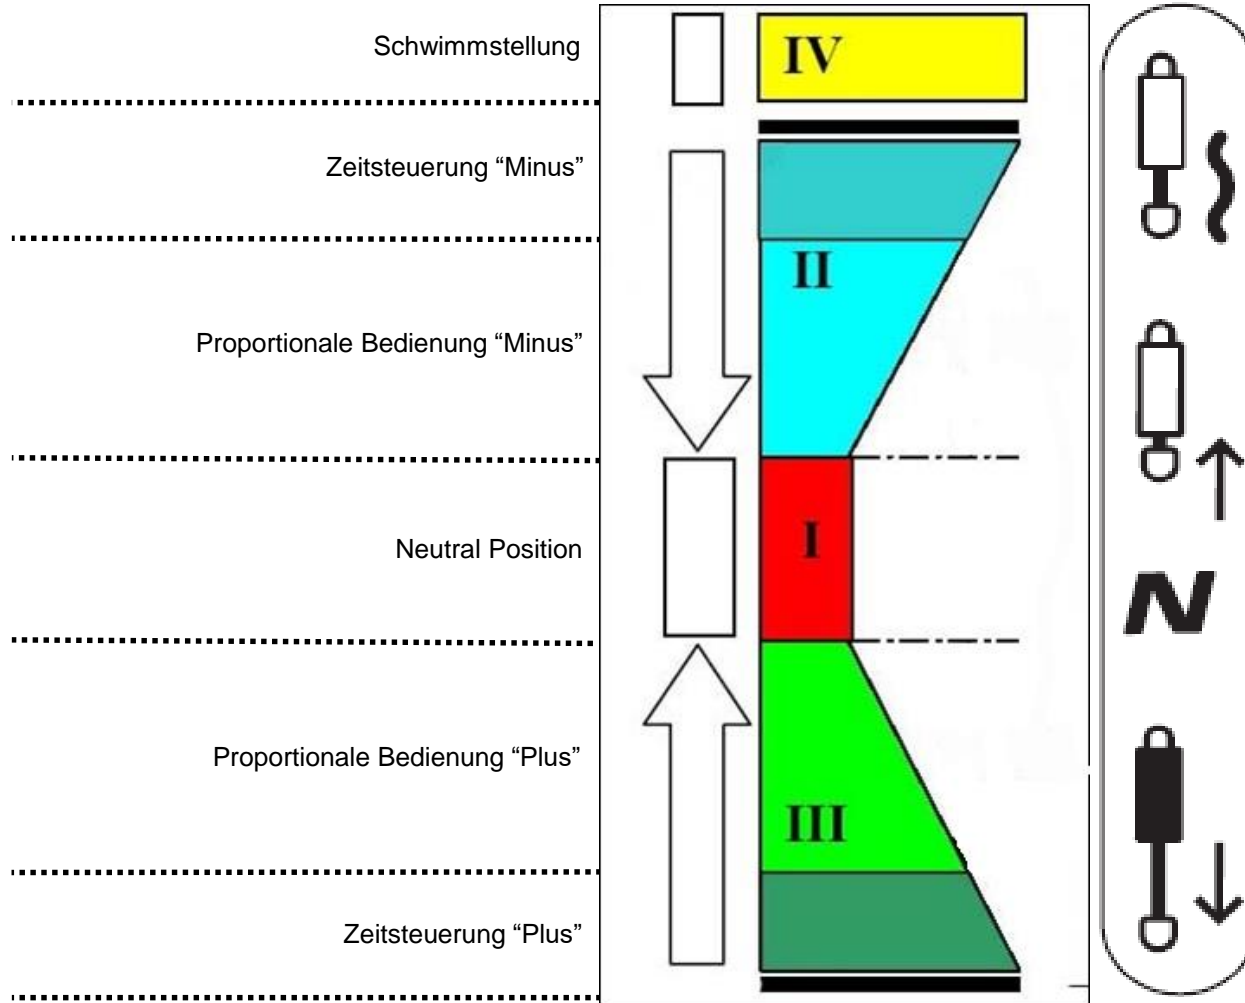 Schwimmstellung
IV
Zeitsteuerung “Minus”
II
Proportionale Bedienung “Minus”
Neutral Position
I
N
Proportionale Bedienung “Plus”
III
Zeitsteuerung “Plus”